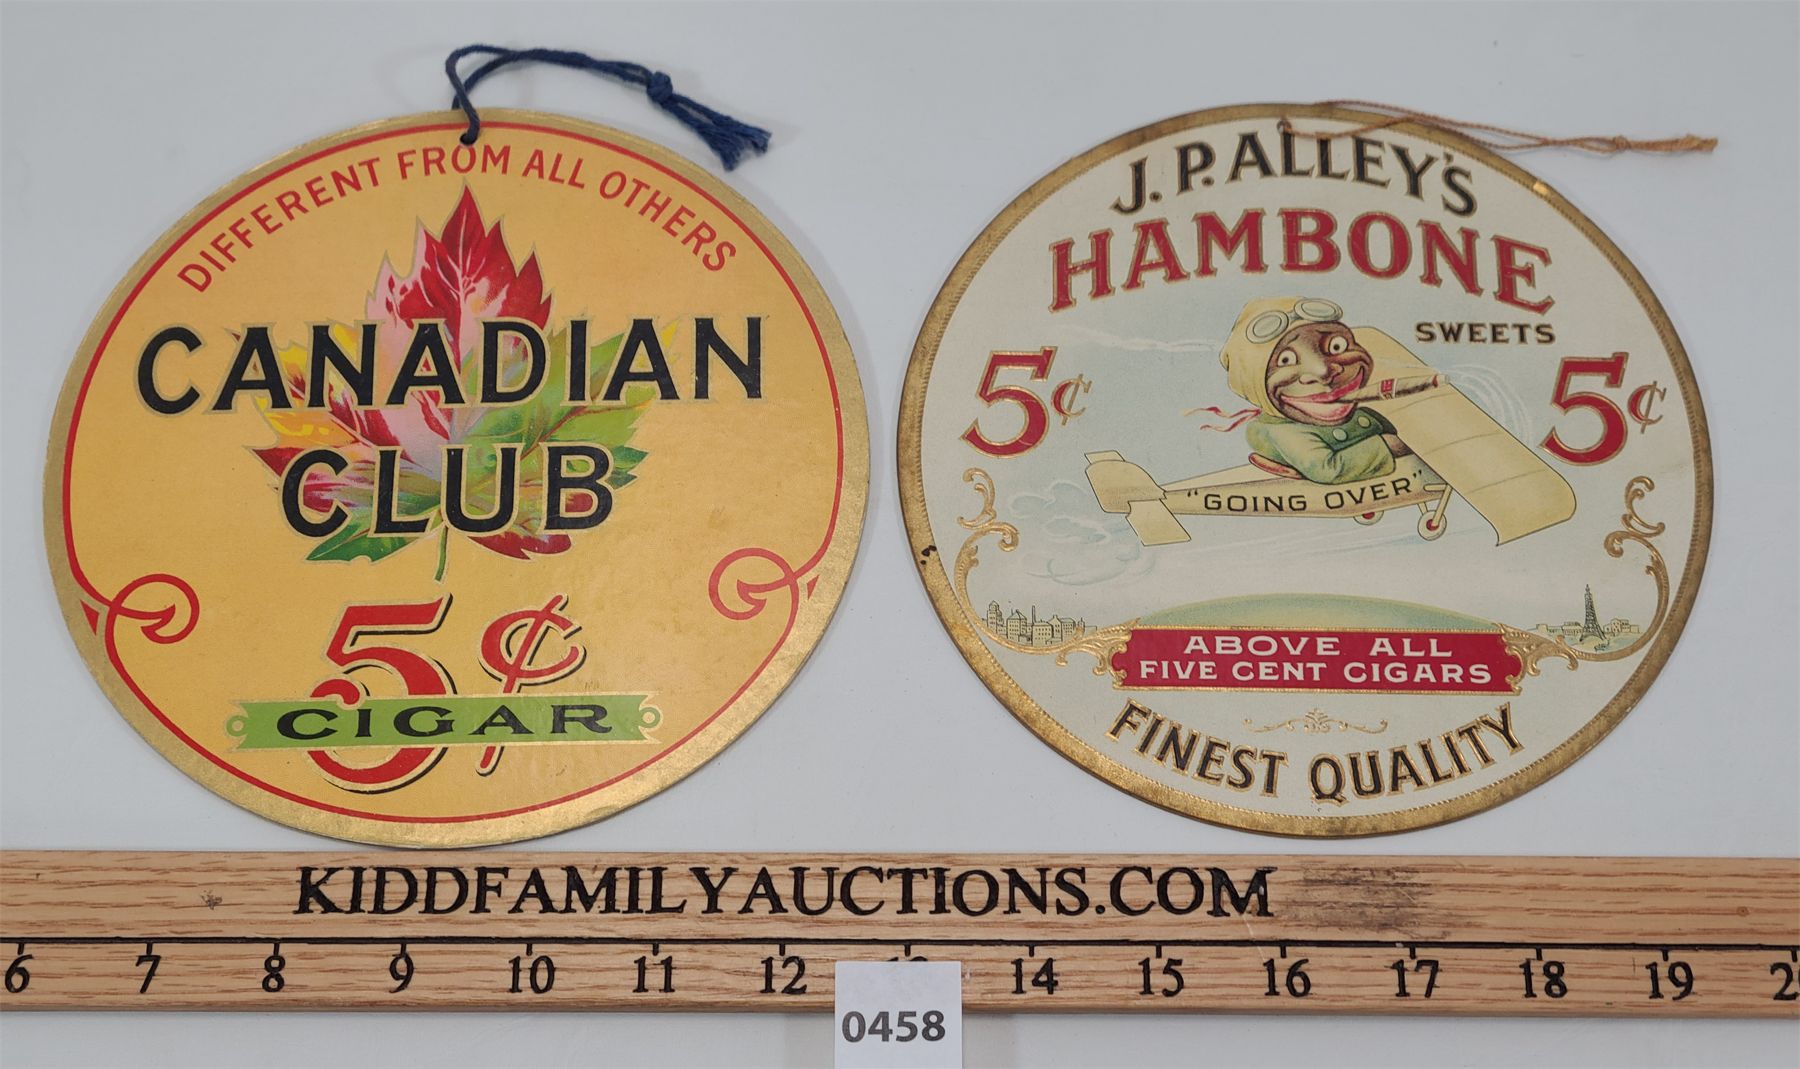 DIFFERENT FROM ALL OTHERS
CANADIAN
CLUB
5¢
CIGAR
J. P. ALLEY'S
HAMBONE
SWEETS
5¢
5¢
"GOING OVER"
ABOVE ALL
FIVE CENT CIGARS
FINEST QUALITY
KIDDFAMILYAUCTIONS.COM
6 7 8 9 10 11 12 14 15 16 17 18 19
0458